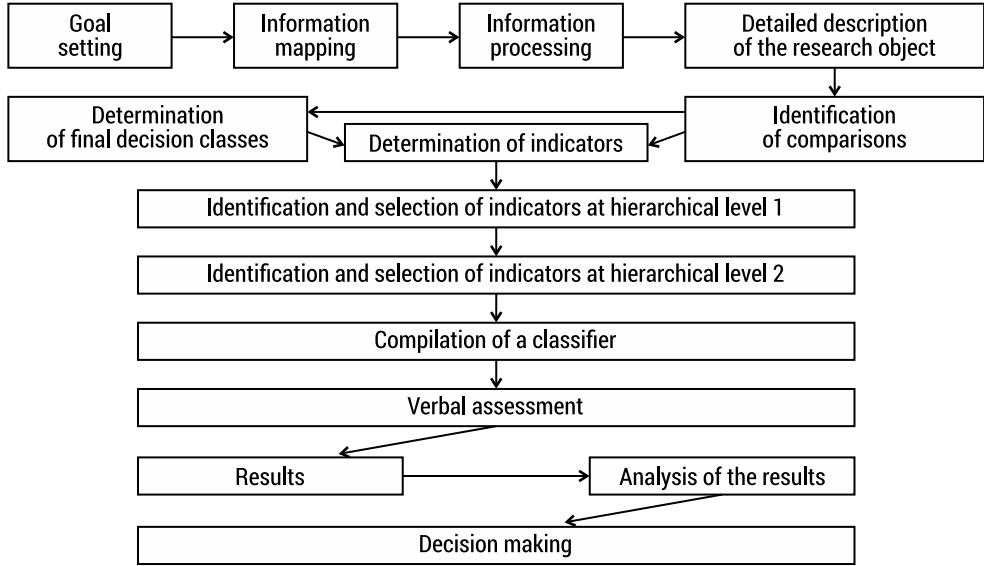 Goal
setting
Information
mapping
Information
processing
Detailed description
of the research object
Determination
of final decision classes
Determination of indicators
Identification
of comparisons
Identification and selection of indicators at hierarchical level 1
Identification and selection of indicators at hierarchical level 2
Compilation of a classifier
Verbal assessment
Results
Analysis of the results
Decision making